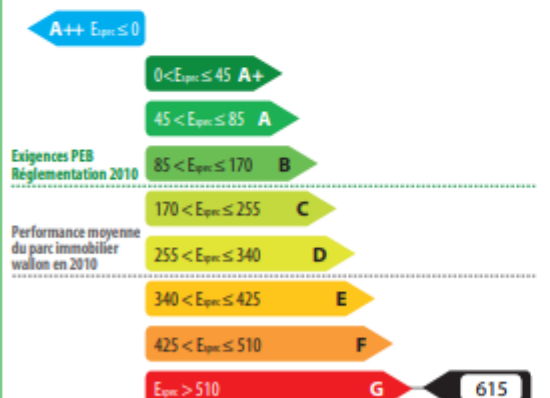 A++ Espec ≤ 0
0 < Espec ≤ 45 A+
45 < Espec ≤ 85 A
Exigences PEB
Réglementation 2010
85 < Espec ≤ 170 B
170 < Espec ≤ 255 C
Performance moyenne
du parc immobilier
wallon en 2010
255 < Espec ≤ 340 D
340 < Espec ≤ 425 E
425 < Espec ≤ 510 F
Espec > 510 G
615